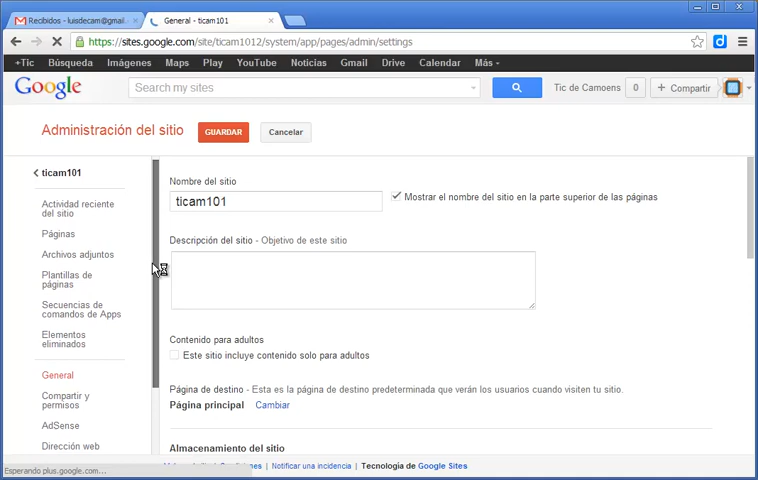 Recibidos - luisdecam@gmail.
General - ticam101
https://sites.google.com/site/ticam1012/system/app/pages/admin/settings
+Tic Búsqueda Imágenes Maps Play YouTube Noticias Gmail Drive Calendar Más
Google Search my sites Tic de Camoens 0 + Compartir
Administración del sitio GUARDAR Cancelar
ticam101
Actividad reciente
del sitio
Páginas
Archivos adjuntos
Plantillas de
páginas
Secuencias de
comandos de Apps
Elementos
eliminados
General
Compartir y
permisos
AdSense
Dirección web
Nombre del sitio
ticam101 Mostrar el nombre del sitio en la parte superior de las páginas
Descripción del sitio - Objetivo de este sitio
Contenido para adultos
Este sitio incluye contenido solo para adultos
Página de destino - Esta es la página de destino predeterminada que verán los usuarios cuando visiten tu sitio.
Página principal Cambiar
Almacenamiento del sitio
Notificar una incidencia | Tecnología de Google Sites
Esperando plus.google.com...